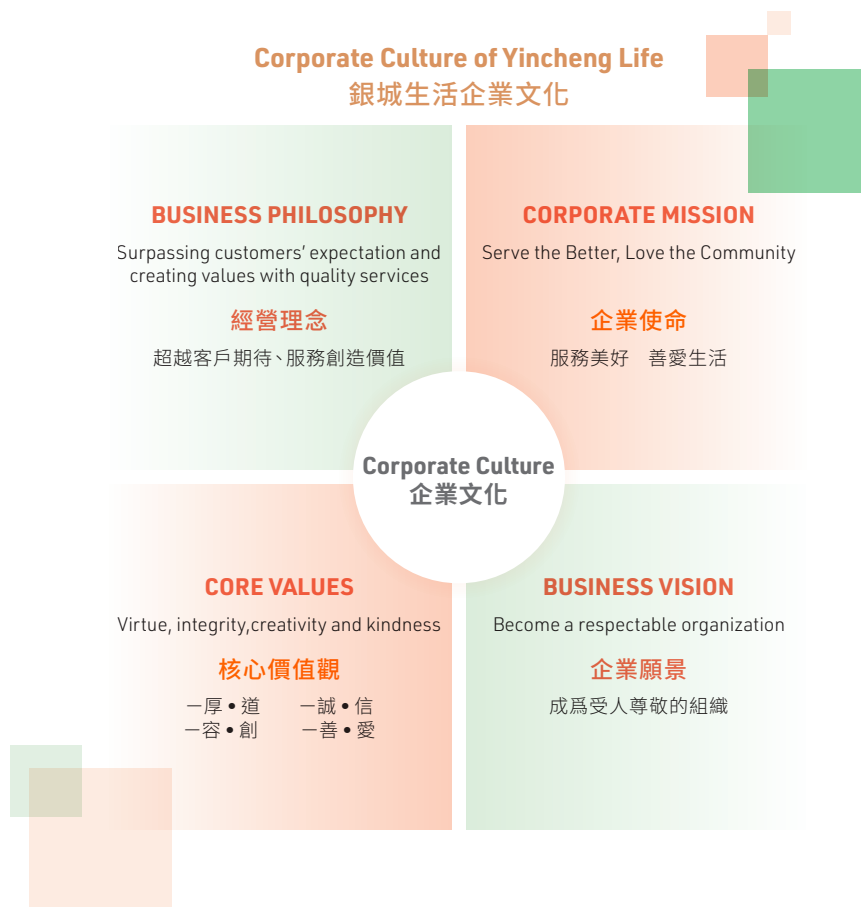 Corporate Culture of Yincheng Life
銀城生活企業文化
BUSINESS PHILOSOPHY
Surpassing customers’ expectation and
creating values with quality services
經營理念
超越客戶期待、服務創造價值
CORPORATE MISSION
Serve the Better, Love the Community
企業使命
服務美好 善愛生活
Corporate Culture
企業文化
CORE VALUES
Virtue, integrity,creativity and kindness
核心價值觀
一厚•道 一誠•信
一容•創 一善•愛
BUSINESS VISION
Become a respectable organization
企業願景
成爲受人尊敬的組織